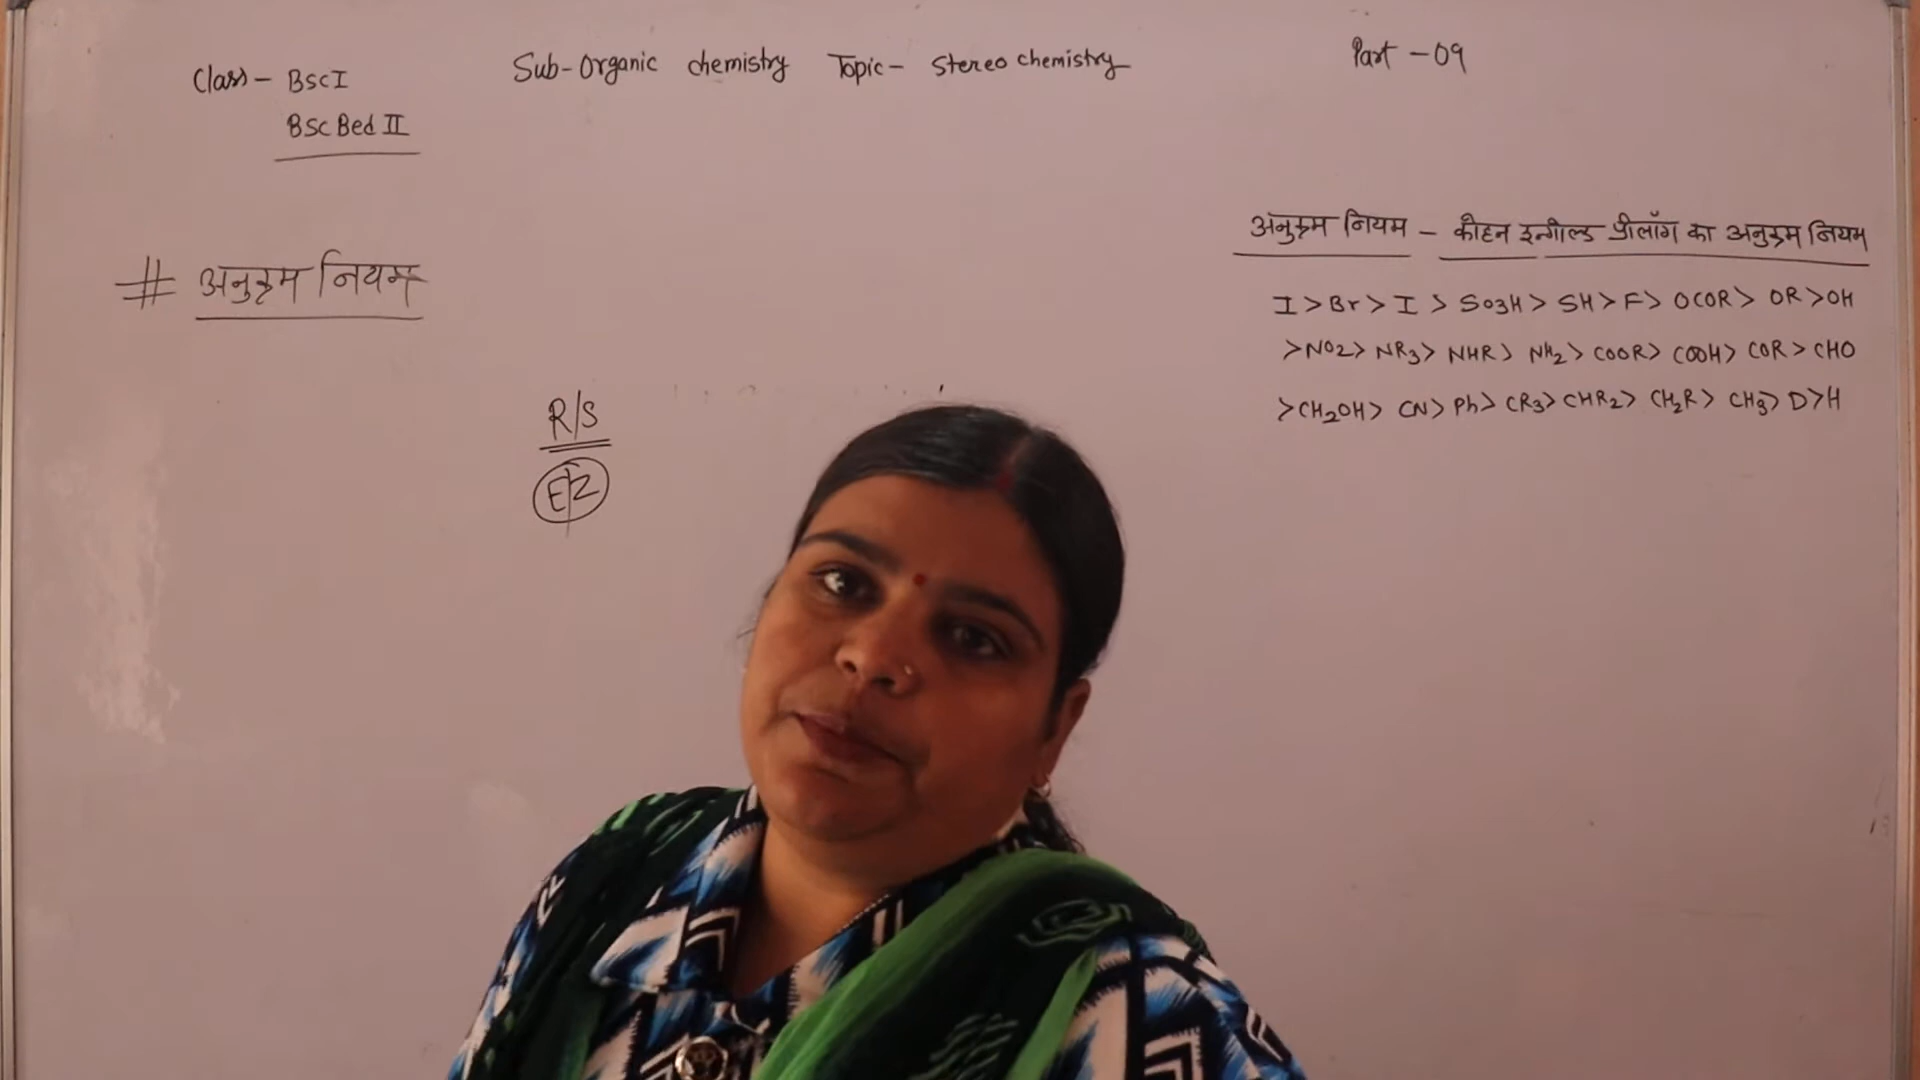 Class - BSc I
BSc Bed II
Sub-Organic chemistry Topic- Stereo chemistry
Part -09
# अनुक्रम नियम
R/S
E/Z
अनुक्रम नियम - कोहन इन्गोल्ड प्रीलॉग का अनुक्रम नियम
I > Br > I > SO3H > SH > F > OCOR > OR > OH
> NO2 > NR3 > NHR > NH2 > COOR > COOH > COR > CHO
> CH2OH > CN > Ph > CR3 > CHR2 > CH2R > CH3 > D > H